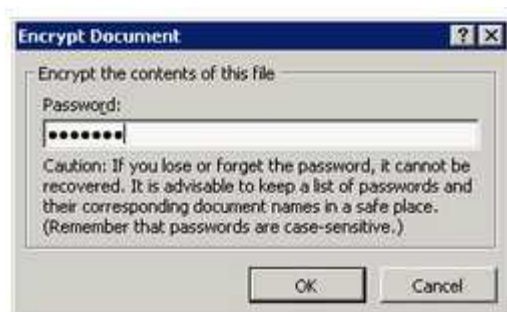 Encrypt Document
Encrypt the contents of this file
Password:
•••••••
Caution: If you lose or forget the password, it cannot be
recovered. It is advisable to keep a list of passwords and
their corresponding document names in a safe place.
(Remember that passwords are case-sensitive.)
OK Cancel